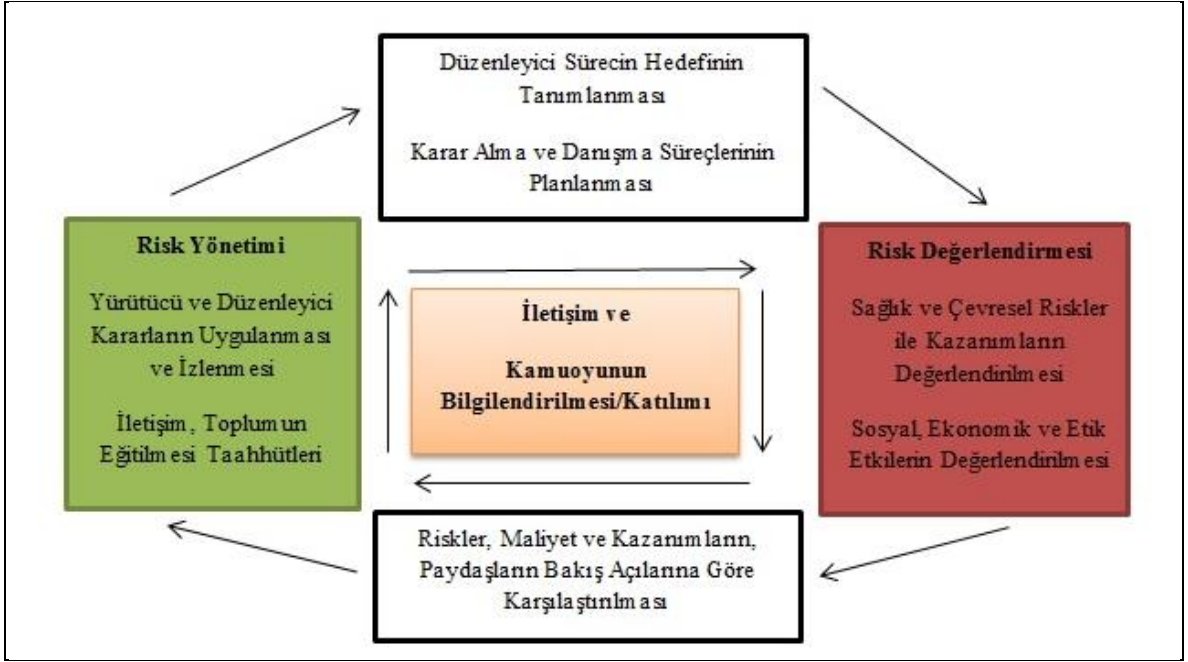 Düzenleyici Sürecin Hedefinin
Tanımlanması
Karar Alma ve Danışma Süreçlerinin
Planlanması
Risk Yönetimi
Yürütücü ve Düzenleyici
Kararların Uygulanması
ve İzlenmesi
İletişim, Toplumun
Eğitilmesi Taahhütleri
İletişim ve
Kamuoyunun
Bilgilendirilmesi/Katılımı
Risk Değerlendirmesi
Sağlık ve Çevresel Riskler
ile Kazanımların
Değerlendirilmesi
Sosyal, Ekonomik ve Etik
Etkilerin Değerlendirilmesi
Riskler, Maliyet ve Kazanımların,
Paydaşların Bakış Açılarına Göre
Karşılaştırılması